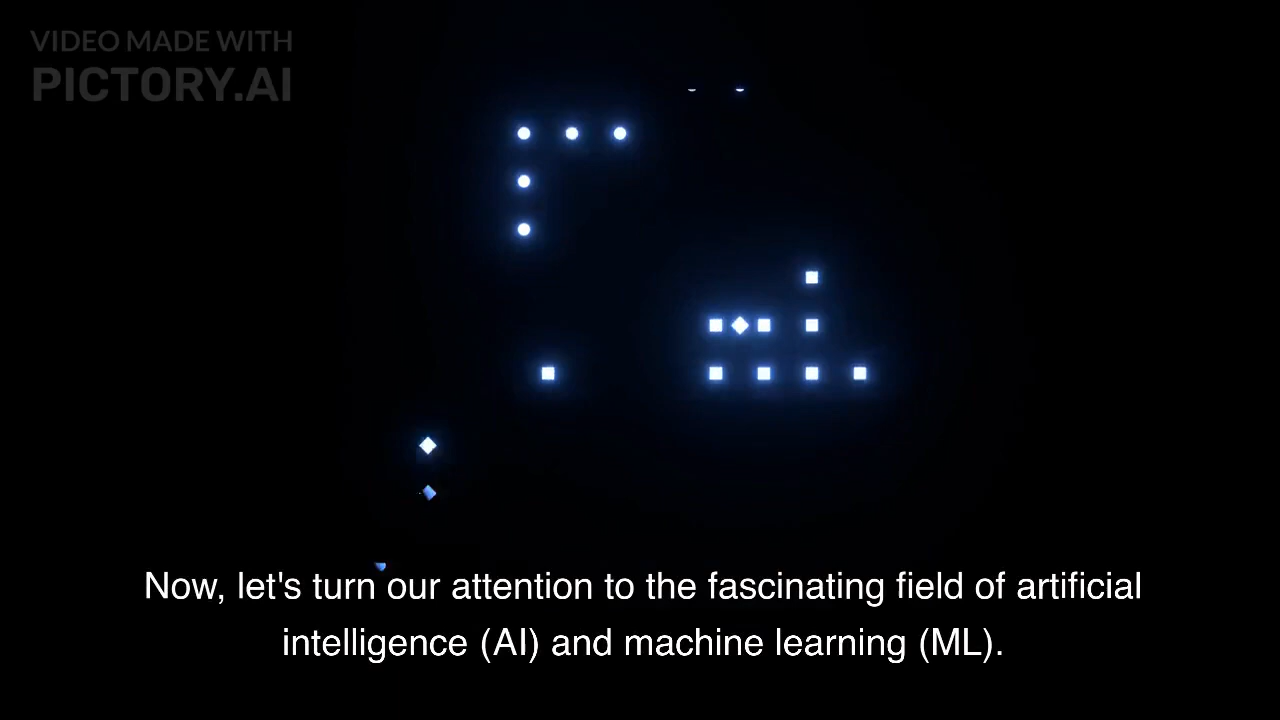 VIDEO MADE WITH
PICTORY.AI
Now, let's turn our attention to the fascinating field of artificial
intelligence (AI) and machine learning (ML).